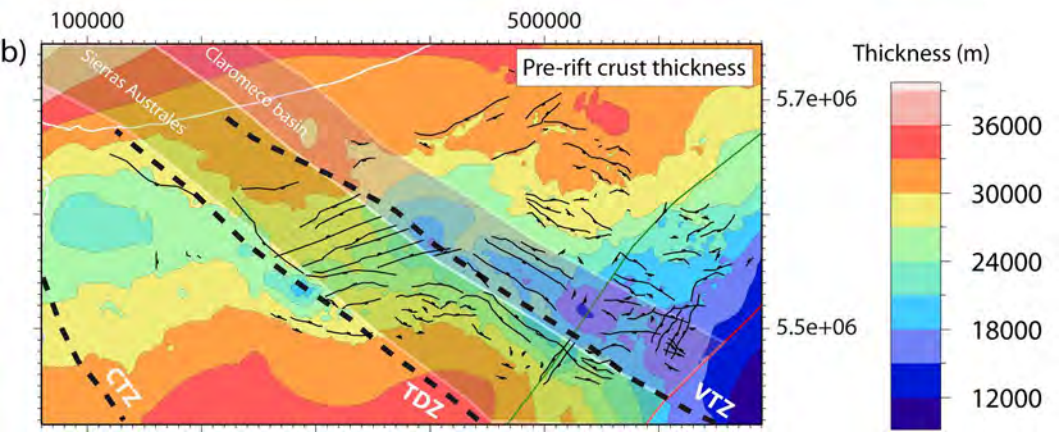 100000
500000
b)
Pre-rift crust thickness
Thickness (m)
Sierras Australes
Claromecó basin
5.7e+06
5.5e+06
36000
30000
24000
18000
12000
CTZ
TDZ
VTZ